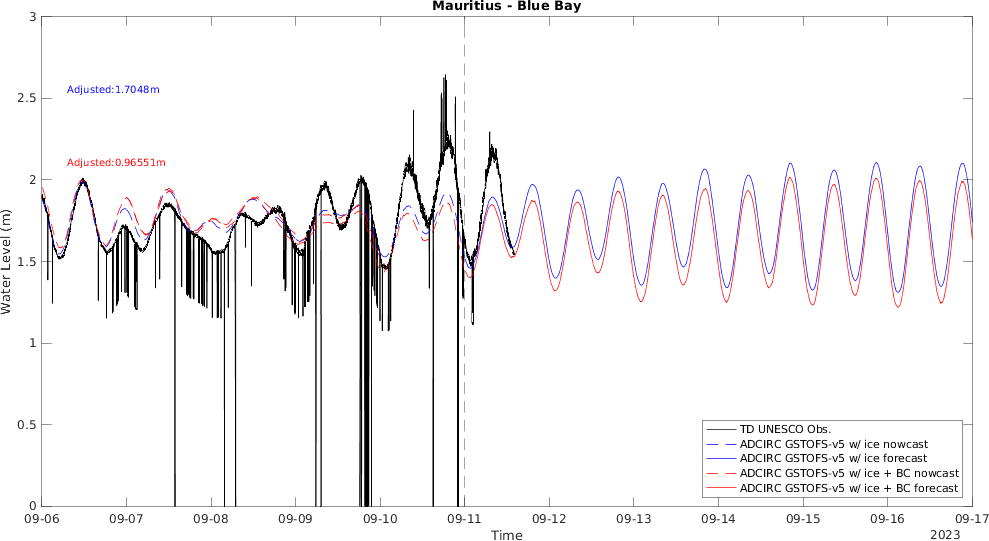 Mauritius - Blue Bay
Adjusted:1.7048m
Adjusted:0.96551m
Water Level (m)
3
2.5
2
1.5
1
0.5
0
TD UNESCO Obs.
ADCIRC GSTOFS-v5 w/ ice nowcast
ADCIRC GSTOFS-v5 w/ ice forecast
ADCIRC GSTOFS-v5 w/ ice + BC nowcast
ADCIRC GSTOFS-v5 w/ ice + BC forecast
09-06 09-07 09-08 09-09 09-10 09-11 09-12 09-13 09-14 09-15 09-16 09-17
Time
2023